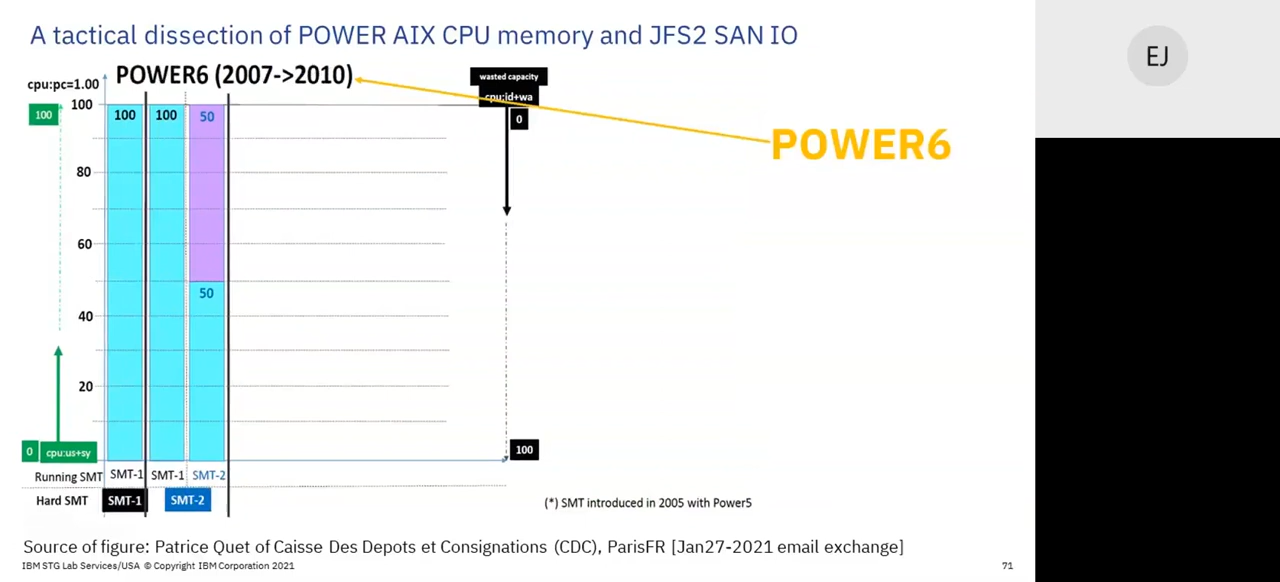 A tactical dissection of POWER AIX CPU memory and JFS2 SAN IO
EJ
POWER6 (2007->2010)
cpu:pc=1.00
wasted capacity
cpu:id+wa
100
100
100
100
50
0
POWER6
80
60
50
40
20
0
cpu:us+sy
100
Running SMT
SMT-1
SMT-1
SMT-2
Hard SMT
SMT-1
SMT-2
(*) SMT introduced in 2005 with Power5
Source of figure: Patrice Quet of Caisse Des Depots et Consignations (CDC), ParisFR [Jan27-2021 email exchange]
IBM STG Lab Services/USA © Copyright IBM Corporation 2021
71